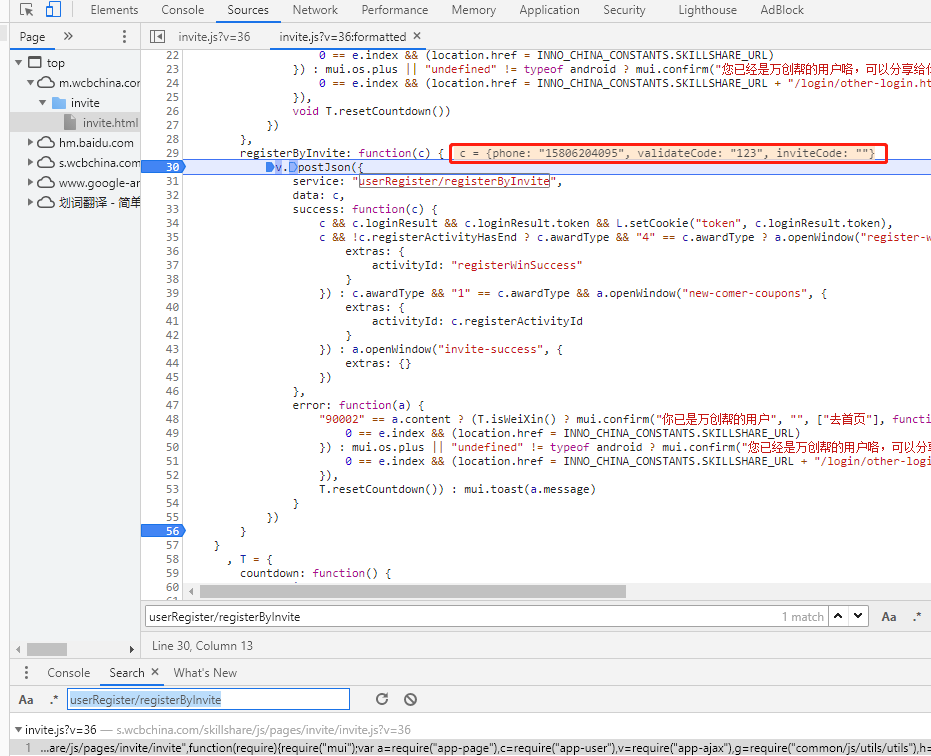 Elements Console Sources Network Performance Memory Application Security Lighthouse AdBlock
Page » invite.js?v=36 invite.js?v=36:formatted ×
top
m.wcbchina.cor
invite
invite.html
hm.baidu.com
s.wcbchina.com
www.google-ar
划词翻译 - 简单
22 0 == e.index && (location.href = INNO_CHINA_CONSTANTS.SKILLSHARE_URL)
23 }) : mui.os.plus || "undefined" != typeof android ? mui.confirm("您已经是万创帮的用户咯，可以分享给你
24 0 == e.index && (location.href = INNO_CHINA_CONSTANTS.SKILLSHARE_URL + "/login/other-login.ht
25 }),
26 void T.resetCountdown())
27 })
28 },
29 registerByInvite: function(c) { c = {phone: "15806204095", validateCode: "123", inviteCode: ""}
30 v.postJson({
31 service: "userRegister/registerByInvite",
32 data: c,
33 success: function(c) {
34 c && c.loginResult && c.loginResult.token && L.setCookie("token", c.loginResult.token),
35 c && !c.registerActivityHasEnd ? c.awardType && "4" == c.awardType ? a.openWindow("register-w
36 extras: {
37 activityId: "registerWinSuccess"
38 }
39 }) : c.awardType && "1" == c.awardType && a.openWindow("new-comer-coupons", {
40 extras: {
41 activityId: c.registerActivityId
42 }
43 }) : a.openWindow("invite-success", {
44 extras: {}
45 })
46 },
47 error: function(a) {
48 "90002" == a.content ? (T.isWeiXin() ? mui.confirm("你已是万创帮的用户", "", ["去首页"], functi
49 0 == e.index && (location.href = INNO_CHINA_CONSTANTS.SKILLSHARE_URL)
50 }) : mui.os.plus || "undefined" != typeof android ? mui.confirm("您已经是万创帮的用户咯，可以分享
51 0 == e.index && (location.href = INNO_CHINA_CONSTANTS.SKILLSHARE_URL + "/login/other-logi
52 }),
53 T.resetCountdown()) : mui.toast(a.message)
54 }
55 })
56 }
57 }
58 , T = {
59 countdown: function() {
60
61
userRegister/registerByInvite 1 match Aa .*
Line 30, Column 13
Console Search × What's New
Aa .* userRegister/registerByInvite
invite.js?v=36 — s.wcbchina.com/skillshare/js/pages/invite/invite.js?v=36
1 ...are/js/pages/invite/invite",function(require){require("mui");var a=require("app-page"),c=require("app-user"),v=require("app-ajax"),g=require("common/js/utils/utils"),h=